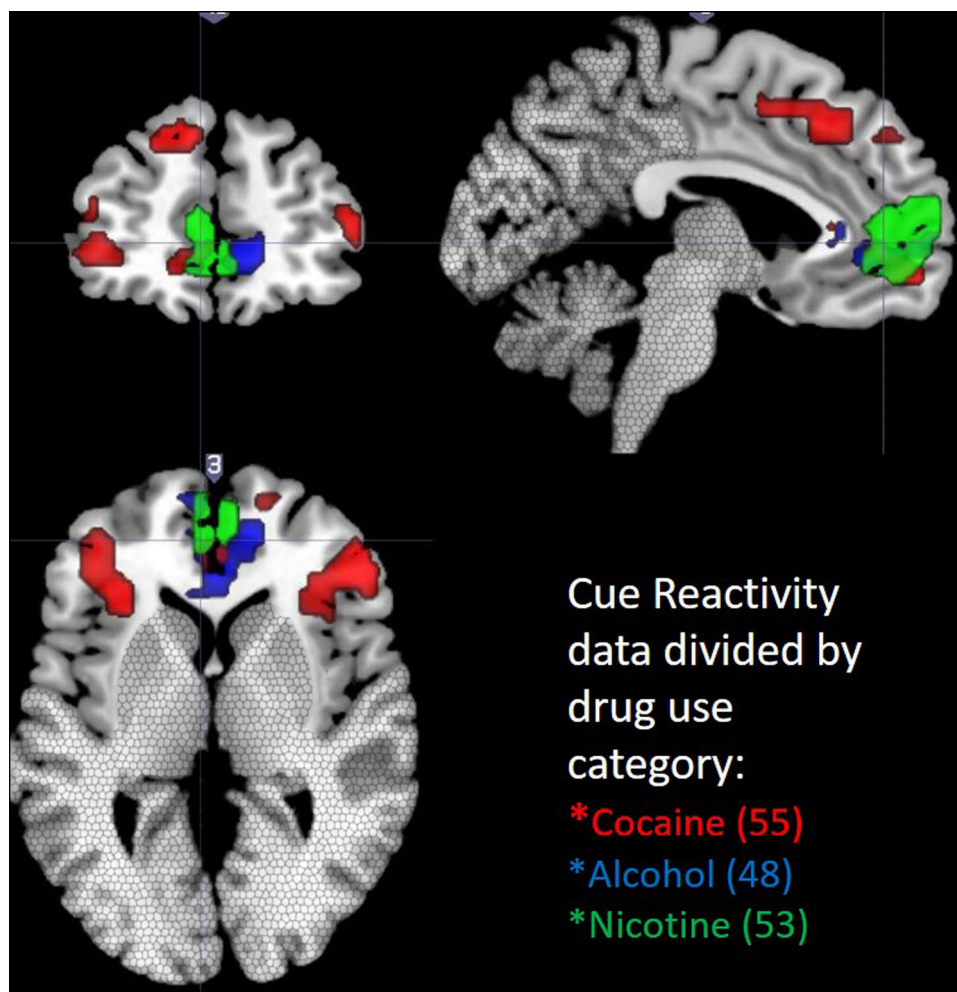 3
Cue Reactivity
data divided by
drug use
category:
*Cocaine (55)
*Alcohol (48)
*Nicotine (53)